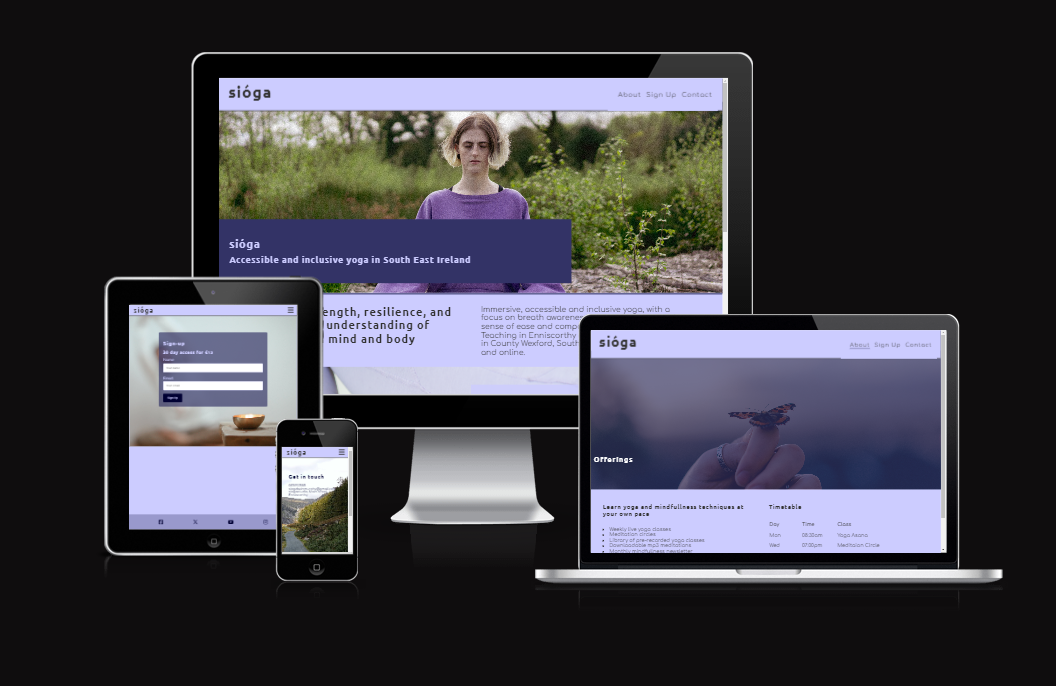 sióga
About Sign Up Contact
sióga
Accessible and inclusive yoga in South East Ireland
ength, resilience, and
understanding of
mind and body
Immersive, accessible and inclusive yoga, with a
focus on breath awarenes
sense of ease and comp
Teaching in Enniscorthy
in County Wexford, South
and online.
sióga
Sign-up
30 day access for
Name
Email
Sign Up
sióga
Get in touch
sióga
About Sign Up Contact
Offerings
Learn yoga and mindfullness techniques at
your own pace
Weekly live yoga classes
Meditation circles
Library of pre-recorded yoga classes
Downloadable mp3 meditations
Monthly mindfulness newsletter
Timetable
Day Time Class
Mon 09:30am Yoga Asana
Wed 07:00pm Meditation Circle